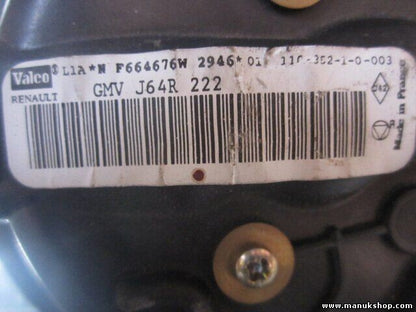 Valeo L1A*N F664676W 2946*01 110-352-1-0-003
RENAULT GMV J64R 222
Made in France
www.manukshop.com